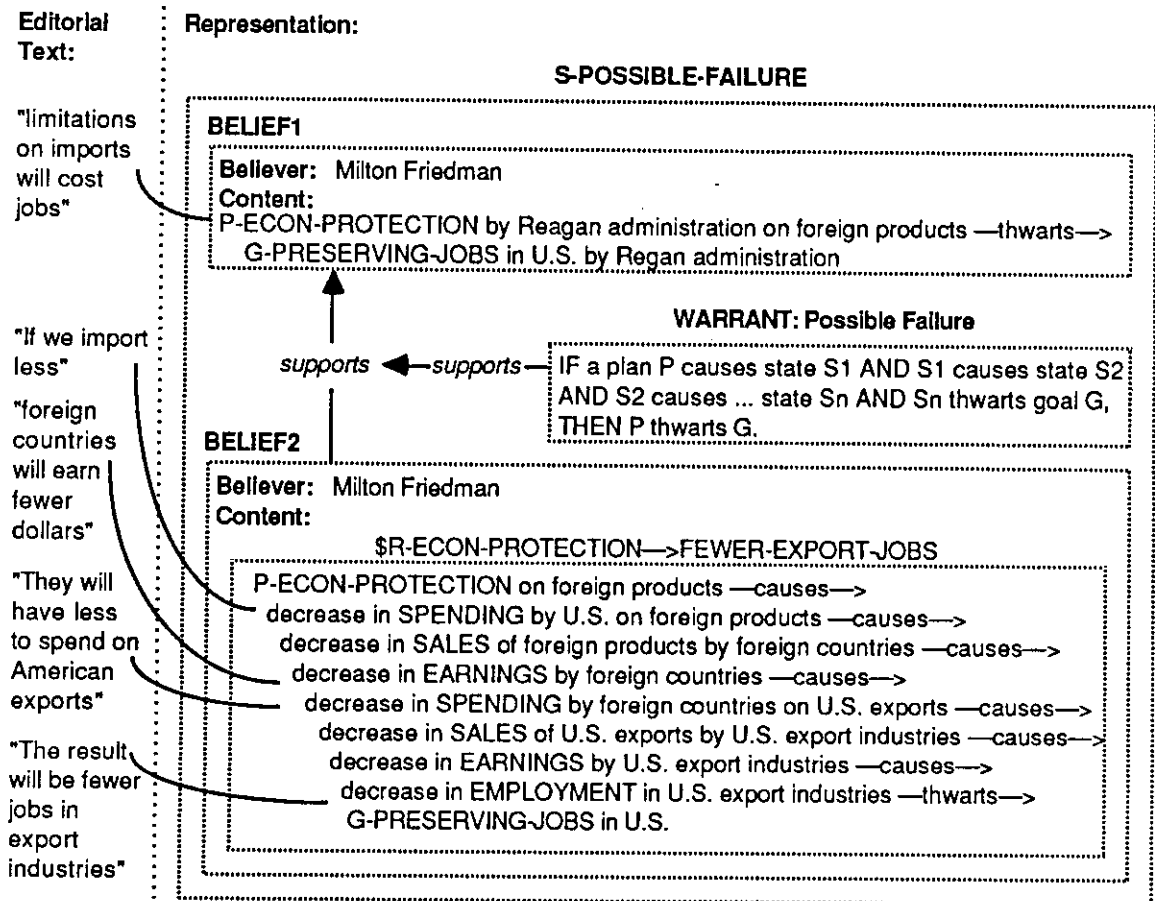 Editorial
Text:
Representation:
S-POSSIBLE-FAILURE
"limitations
on imports
will cost
jobs"
BELIEF1
Believer: Milton Friedman
Content:
P-ECON-PROTECTION by Reagan administration on foreign products —thwarts—>
G-PRESERVING-JOBS in U.S. by Regan administration
WARRANT: Possible Failure
supports
supports
IF a plan P causes state S1 AND S1 causes state S2
AND S2 causes ... state Sn AND Sn thwarts goal G,
THEN P thwarts G.
"If we import
less"
"foreign
countries
will earn
fewer
dollars"
"They will
have less
to spend on
American
exports"
"The result
will be fewer
jobs in
export
industries"
BELIEF2
Believer: Milton Friedman
Content:
$R-ECON-PROTECTION—>FEWER-EXPORT-JOBS
P-ECON-PROTECTION on foreign products —causes—>
decrease in SPENDING by U.S. on foreign products —causes—>
decrease in SALES of foreign products by foreign countries —causes—>
decrease in EARNINGS by foreign countries —causes—>
decrease in SPENDING by foreign countries on U.S. exports —causes—>
decrease in SALES of U.S. exports by U.S. export industries —causes—>
decrease in EARNINGS by U.S. export industries —causes—>
decrease in EMPLOYMENT in U.S. export industries —thwarts—>
G-PRESERVING-JOBS in U.S.